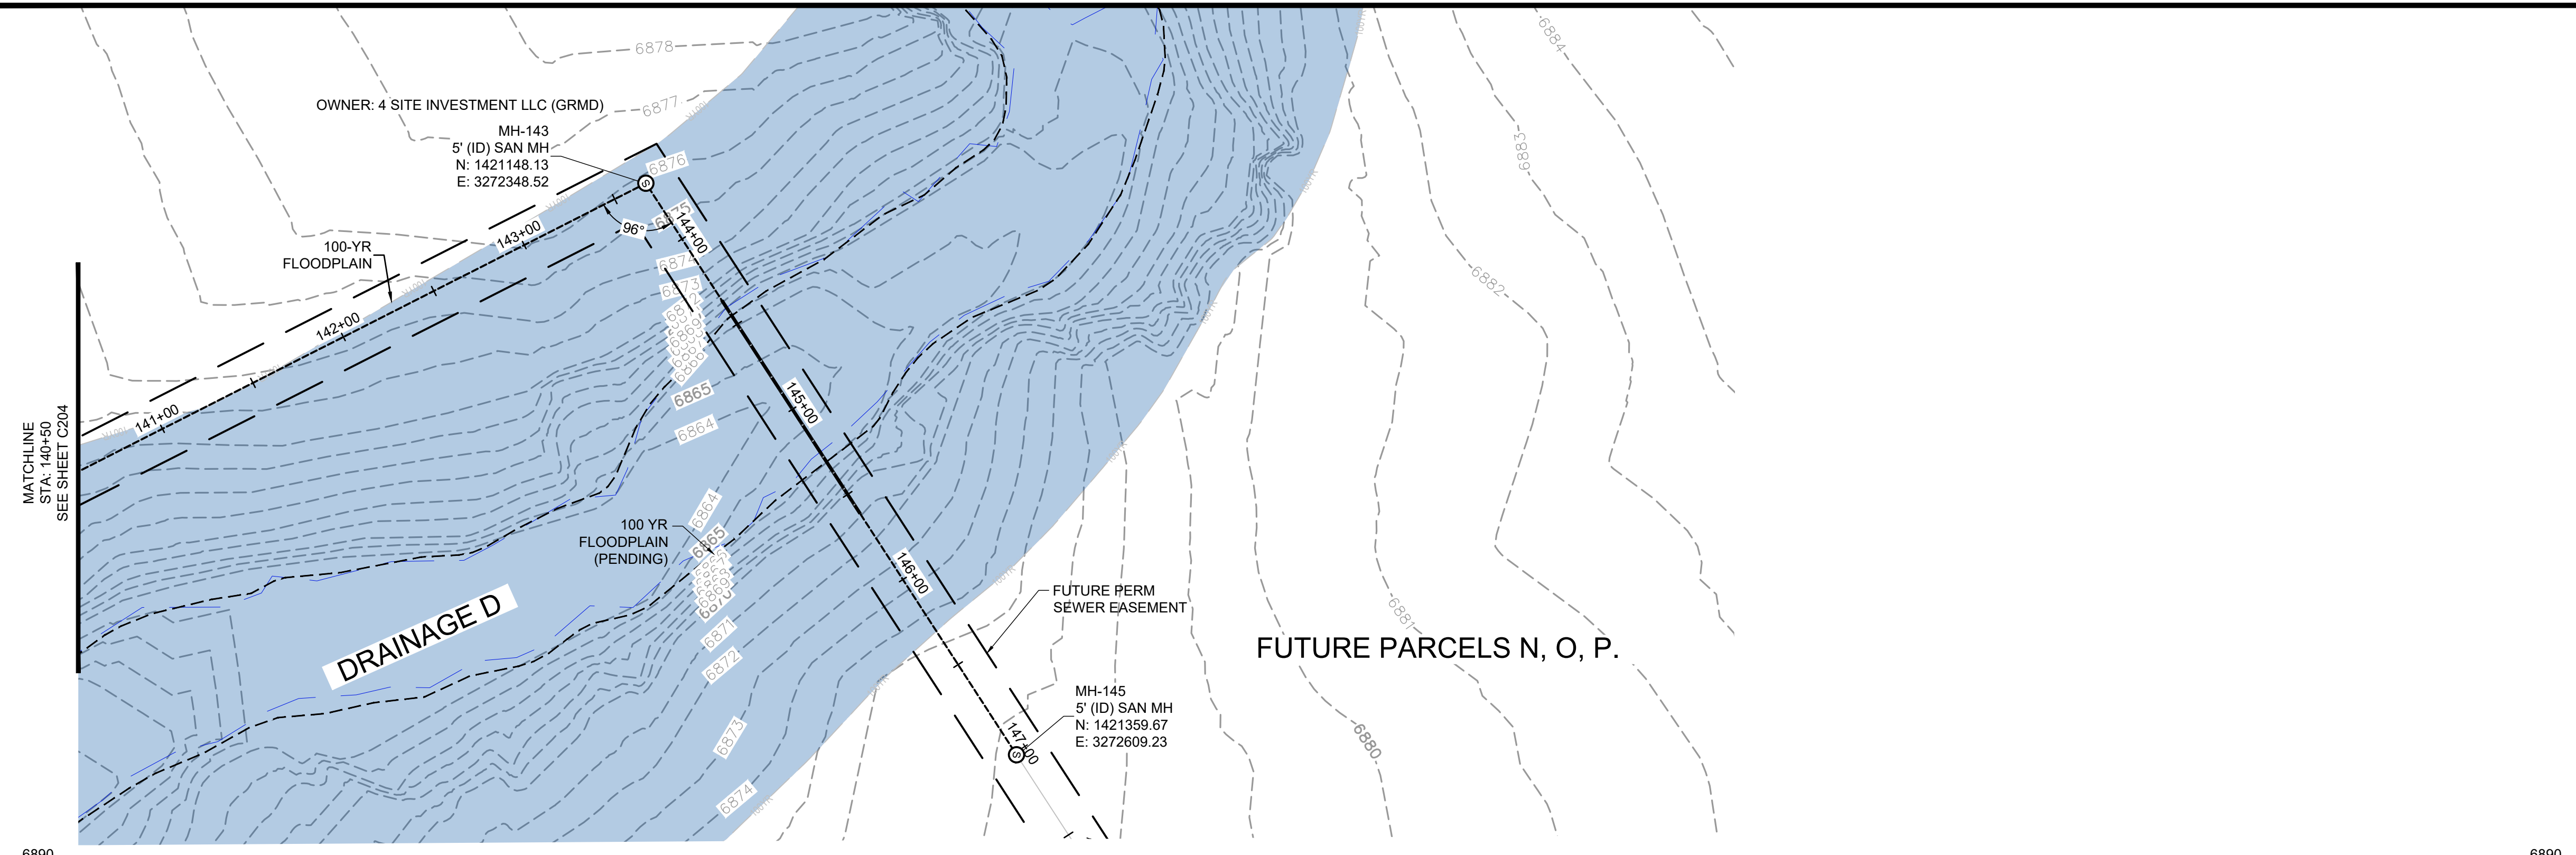 6878
6884
OWNER: 4 SITE INVESTMENT LLC (GRMD)
6877
MH-143
5' (ID) SAN MH
N: 1421148.13
E: 3272348.52
6876
6883
6875
96°
144+00
143+00
100-YR
FLOODPLAIN
6874
6873
6882
142+00
6872
6869
6865
145+00
141+00
6864
MATCHLINE
STA: 140+50
SEE SHEET C204
6864
100 YR
FLOODPLAIN
(PENDING)
6865
146+00
FUTURE PERM
SEWER EASEMENT
DRAINAGE D
6871
6872
6881
FUTURE PARCELS N, O, P.
MH-145
5' (ID) SAN MH
N: 1421359.67
E: 3272609.23
6873
147+00
6880
6874
6890
6890